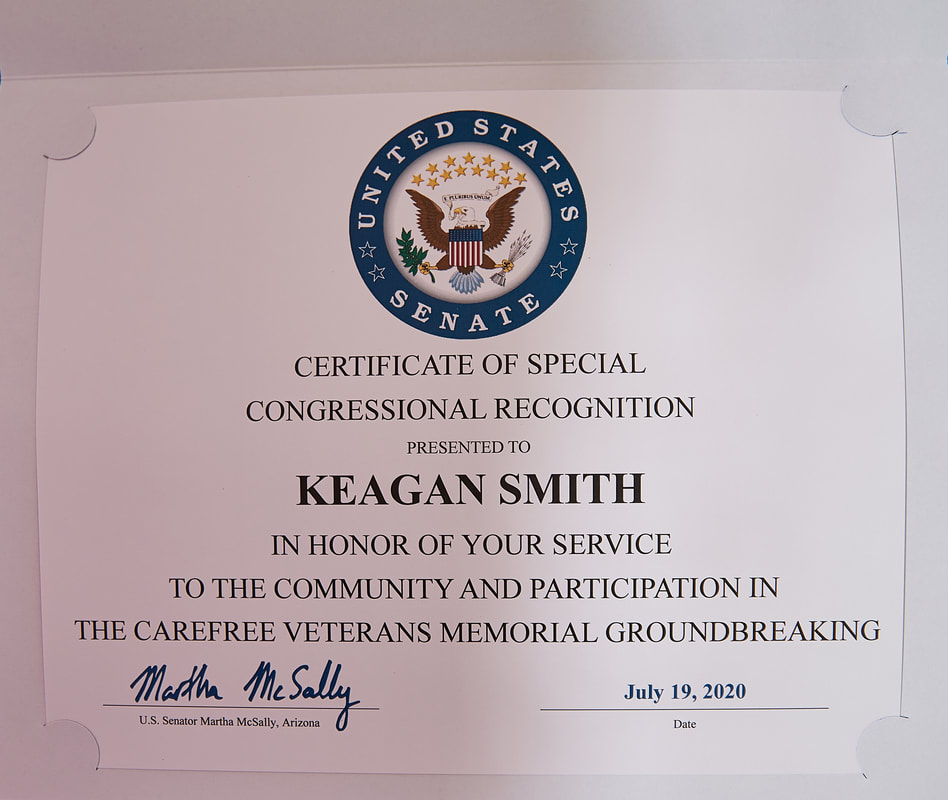 UNITED STATES
E PLURIBUS UNUM
SENATE
CERTIFICATE OF SPECIAL
CONGRESSIONAL RECOGNITION
PRESENTED TO
KEAGAN SMITH
IN HONOR OF YOUR SERVICE
TO THE COMMUNITY AND PARTICIPATION IN
THE CAREFREE VETERANS MEMORIAL GROUNDBREAKING
Martha McSally
July 19, 2020
U.S. Senator Martha McSally, Arizona
Date